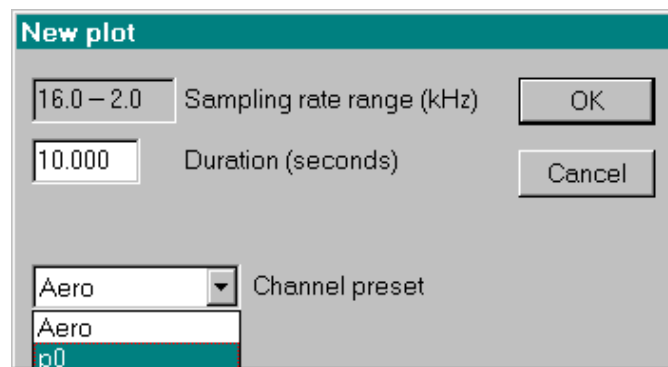 New plot
16.0 – 2.0 Sampling rate range (kHz) OK
10.000 Duration (seconds)
Cancel
Aero Channel preset
Aero
p0